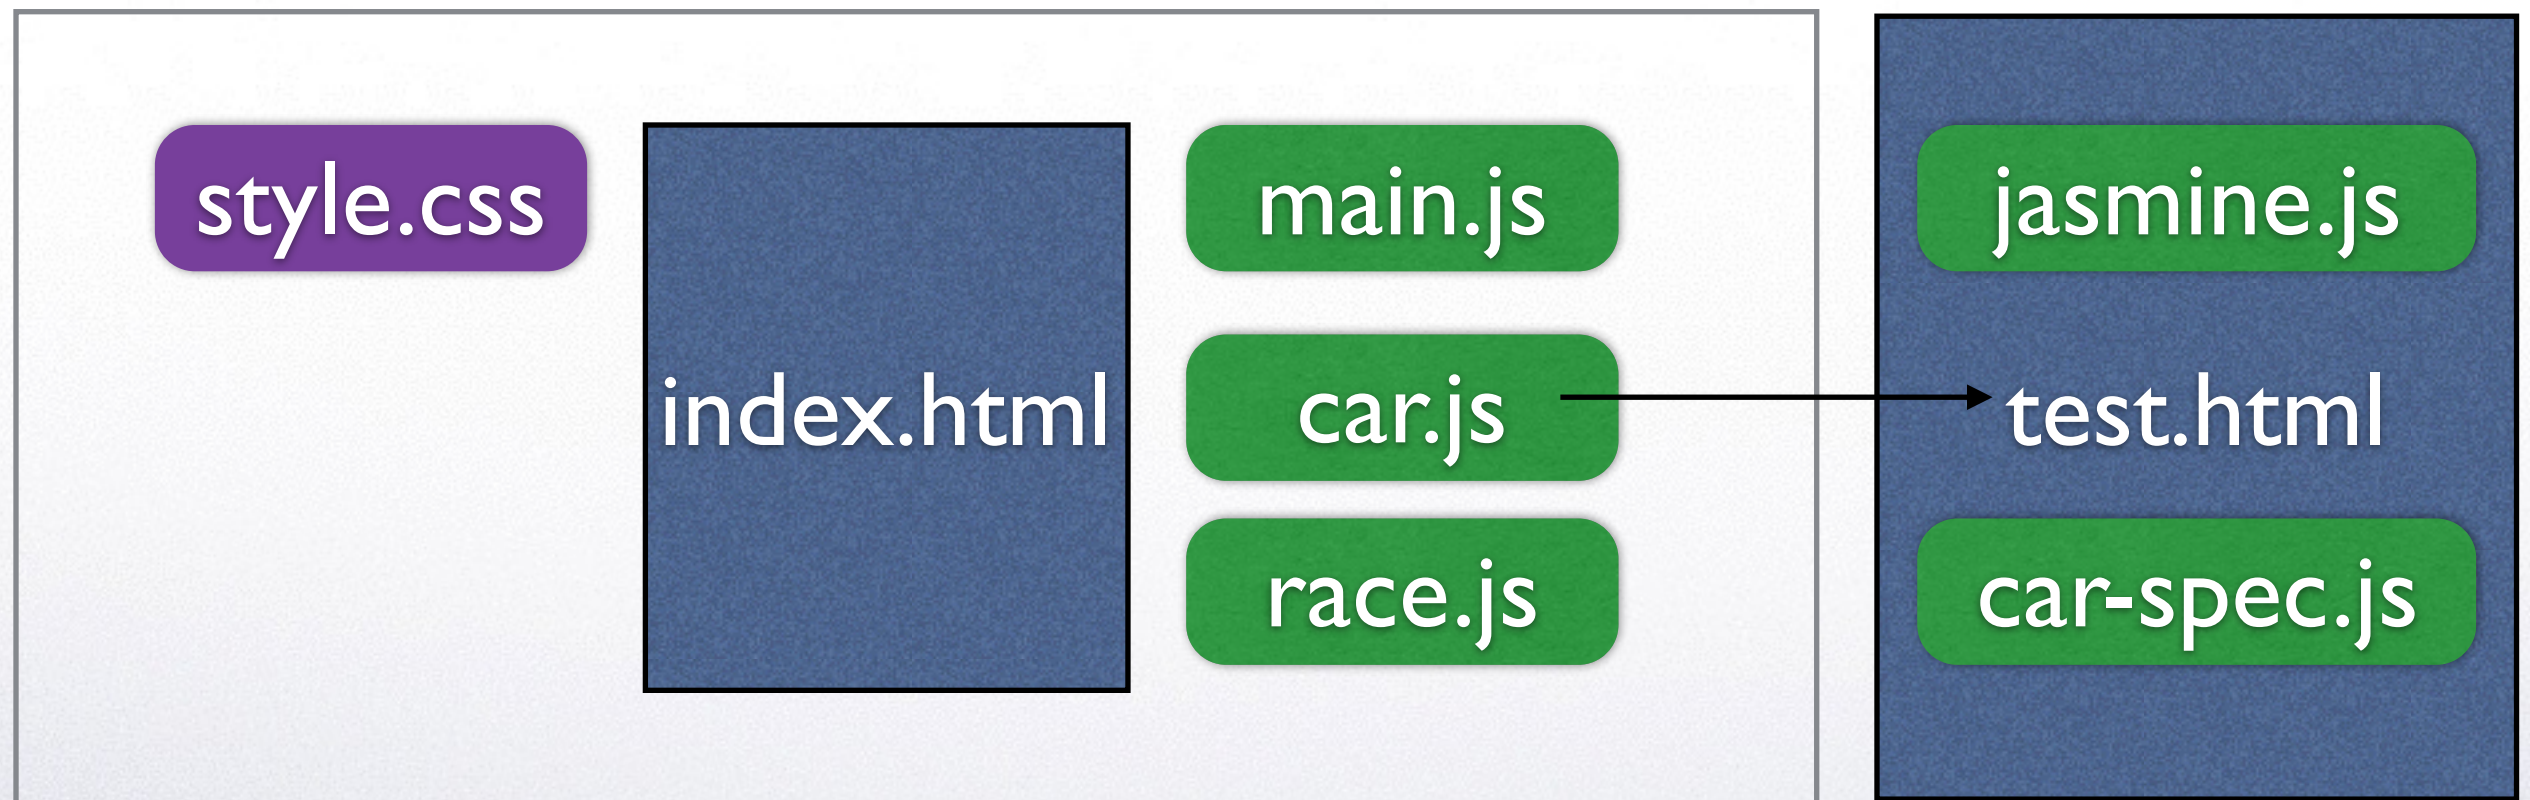 style.css
index.html
main.js
car.js
race.js
jasmine.js
test.html
car-spec.js